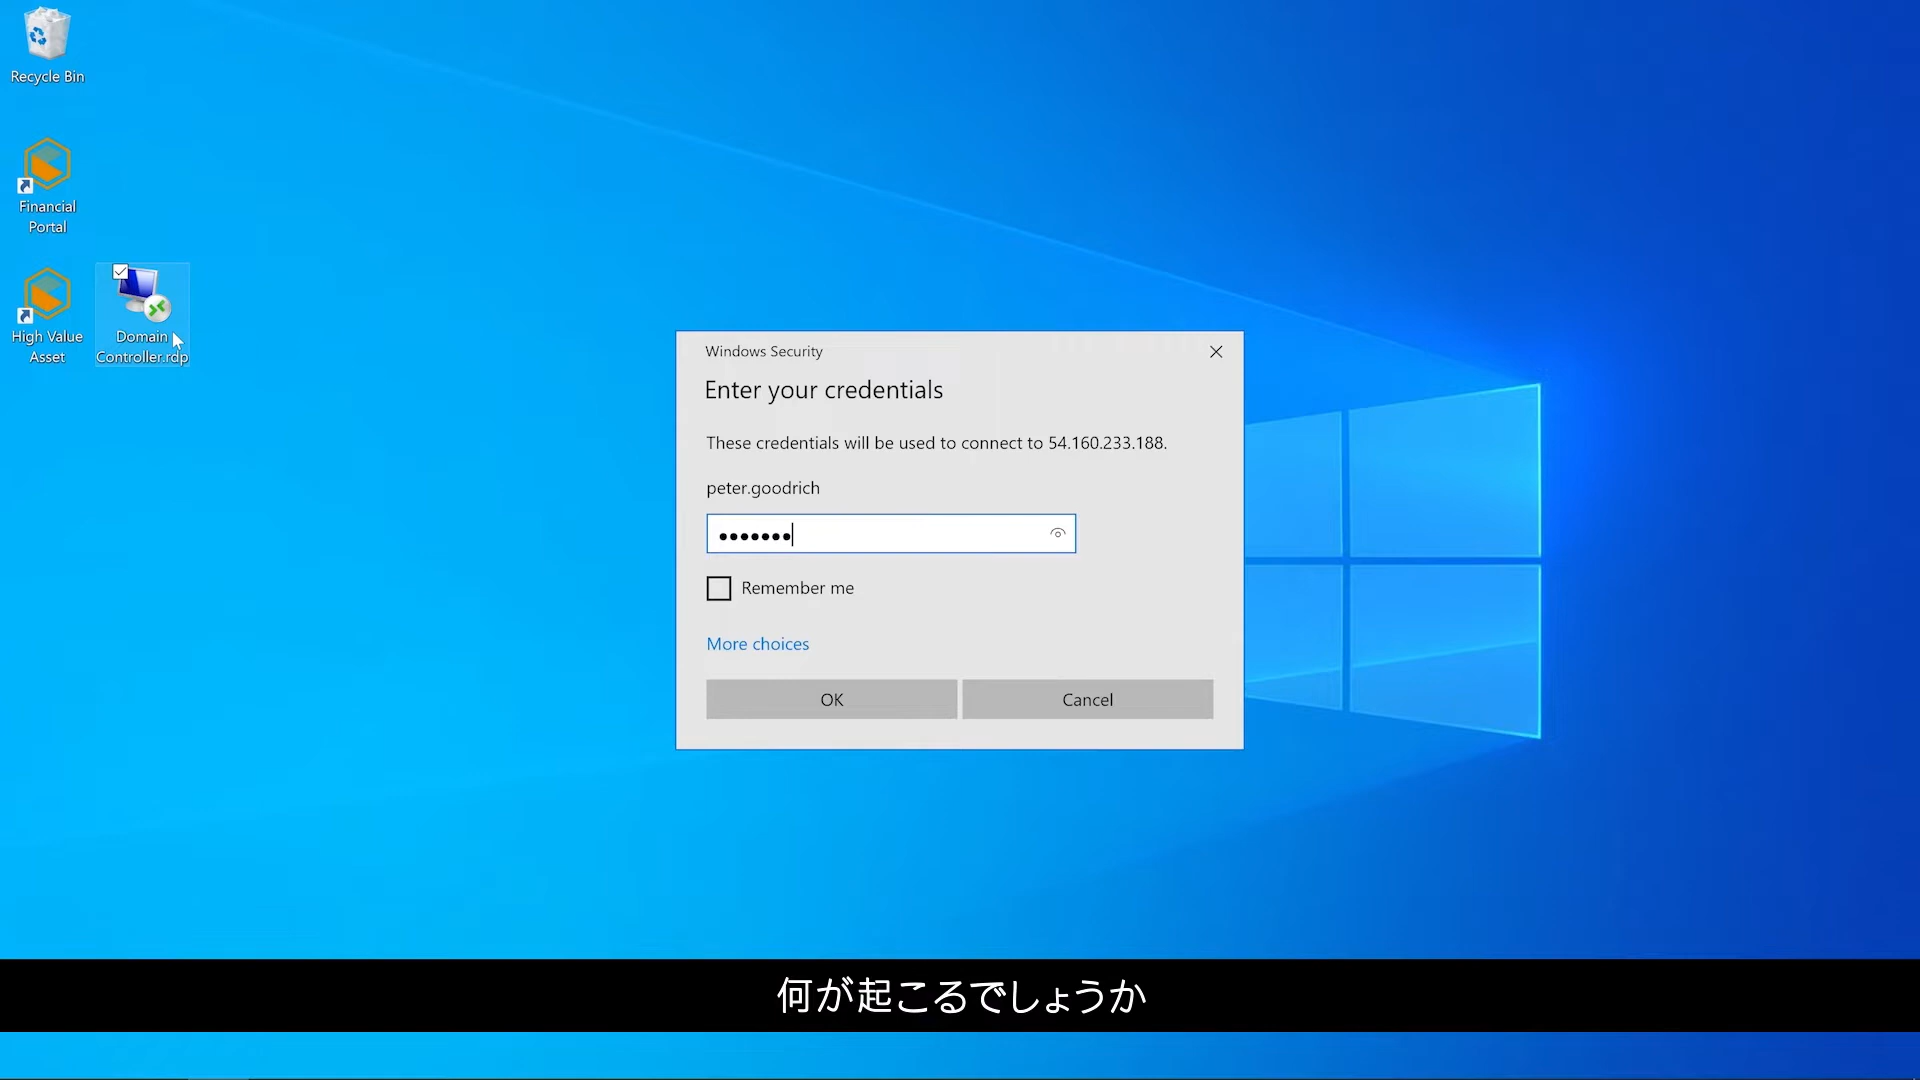 Recycle Bin
Financial
Portal
High Value
Asset
Domain
Controller.rdp
Windows Security
Enter your credentials
These credentials will be used to connect to 54.160.233.188.
peter.goodrich
Remember me
More choices
OK
Cancel
何が起こるでしょうか